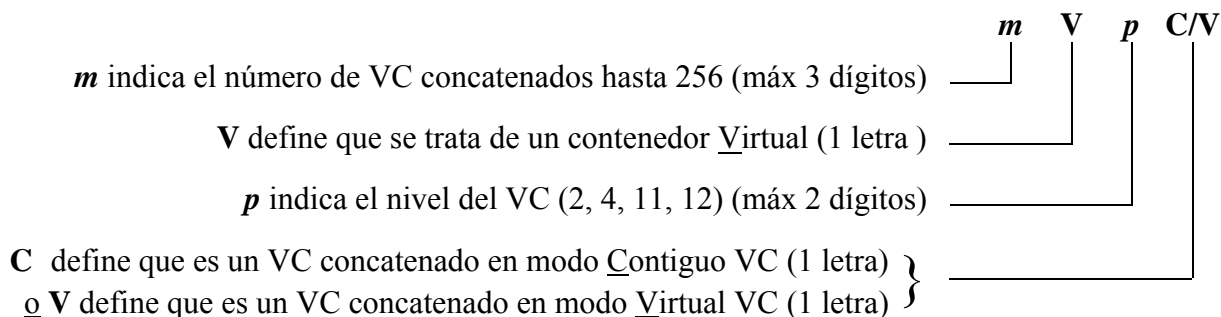 m V p C/V
m indica el número de VC concatenados hasta 256 (máx 3 dígitos)
V define que se trata de un contenedor Virtual (1 letra )
p indica el nivel del VC (2, 4, 11, 12) (máx 2 dígitos)
C define que es un VC concatenado en modo Contiguo VC (1 letra)
o V define que es un VC concatenado en modo Virtual VC (1 letra)